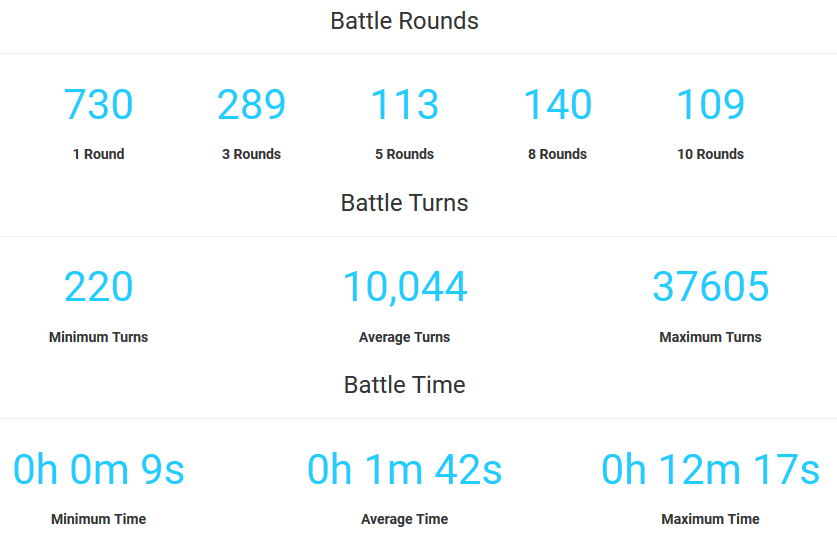 Battle Rounds
730 289 113 140 109
1 Round 3 Rounds 5 Rounds 8 Rounds 10 Rounds
Battle Turns
220 10,044 37605
Minimum Turns Average Turns Maximum Turns
Battle Time
0h 0m 9s 0h 1m 42s 0h 12m 17s
Minimum Time Average Time Maximum Time